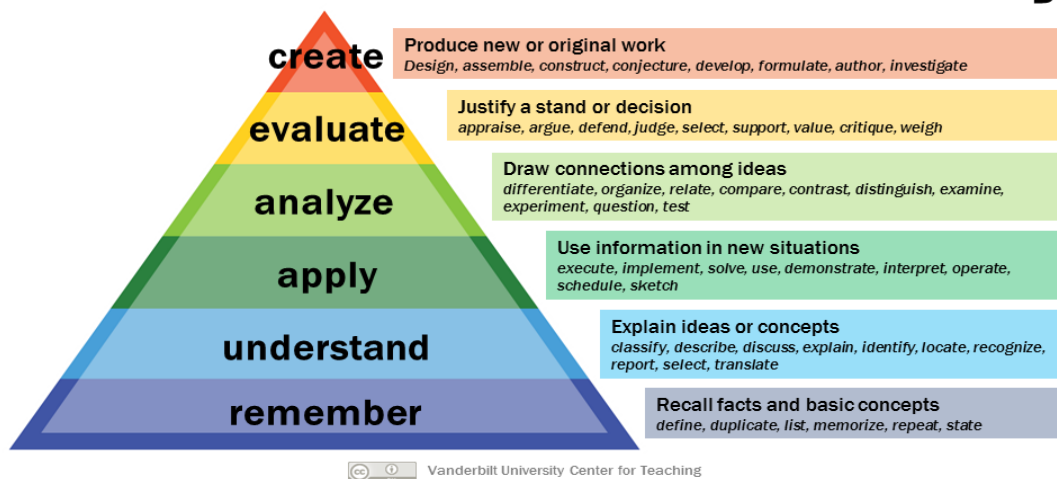 create
Produce new or original work
Design, assemble, construct, conjecture, develop, formulate, author, investigate
evaluate
Justify a stand or decision
appraise, argue, defend, judge, select, support, value, critique, weigh
analyze
Draw connections among ideas
differentiate, organize, relate, compare, contrast, distinguish, examine,
experiment, question, test
apply
Use information in new situations
execute, implement, solve, use, demonstrate, interpret, operate,
schedule, sketch
understand
Explain ideas or concepts
classify, describe, discuss, explain, identify, locate, recognize,
report, select, translate
remember
Recall facts and basic concepts
define, duplicate, list, memorize, repeat, state
cc
Vanderbilt University Center for Teaching